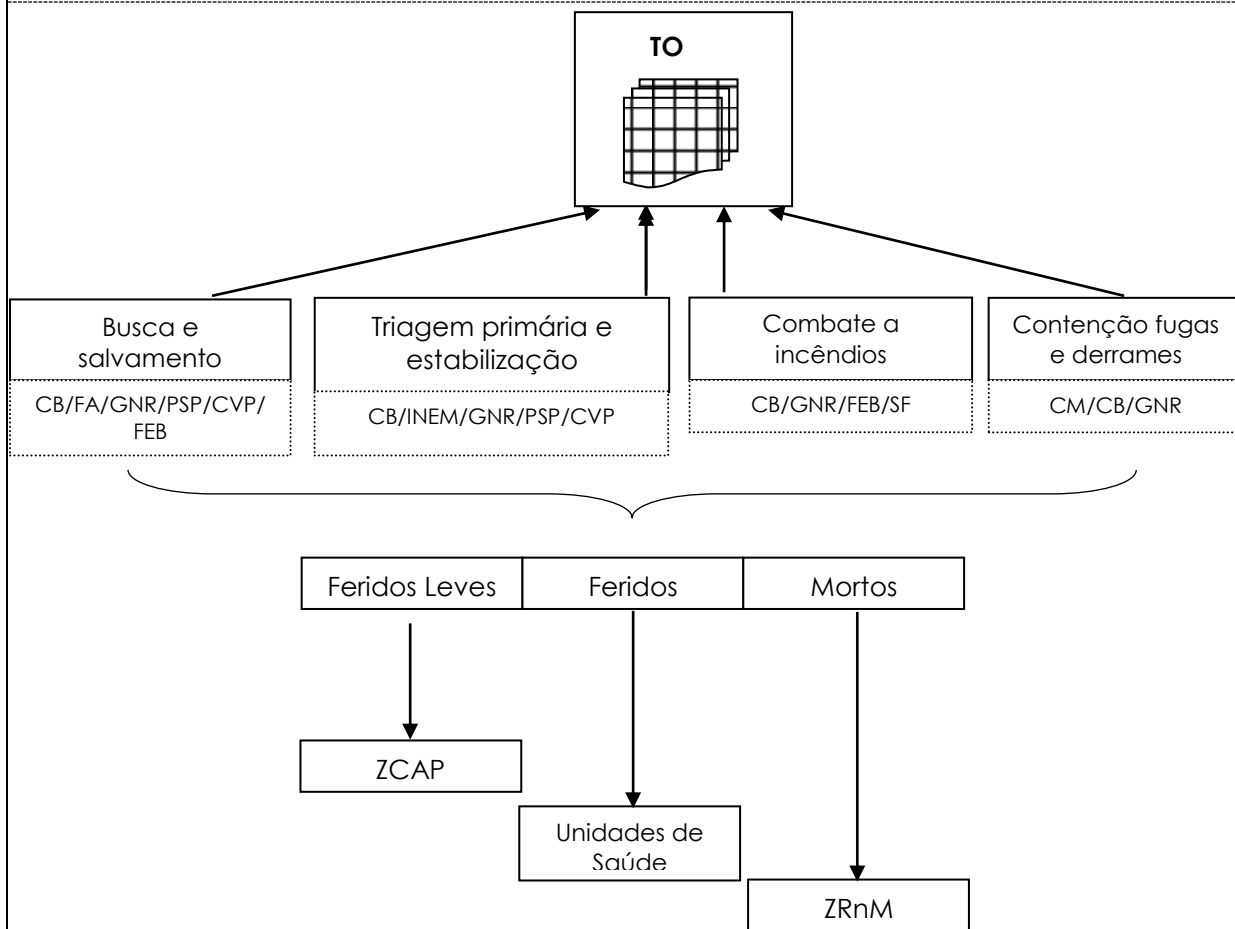 TO
Busca e
salvamento
CB/FA/GNR/PSP/CVP/
FEB
Triagem primária e
estabilização
CB/INEM/GNR/PSP/CVP
Combate a
incêndios
CB/GNR/FEB/SF
Contenção fugas
e derrames
CM/CB/GNR
Feridos Leves
Feridos
Mortos
ZCAP
Unidades de
Saúde
ZRnM